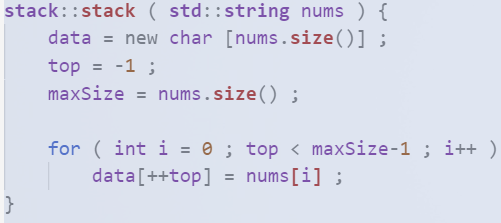 stack::stack ( std::string nums ) {
data = new char [nums.size()] ;
top = -1 ;
maxSize = nums.size() ;
for ( int i = 0 ; top < maxSize-1 ; i++ )
data[++top] = nums[i] ;
}